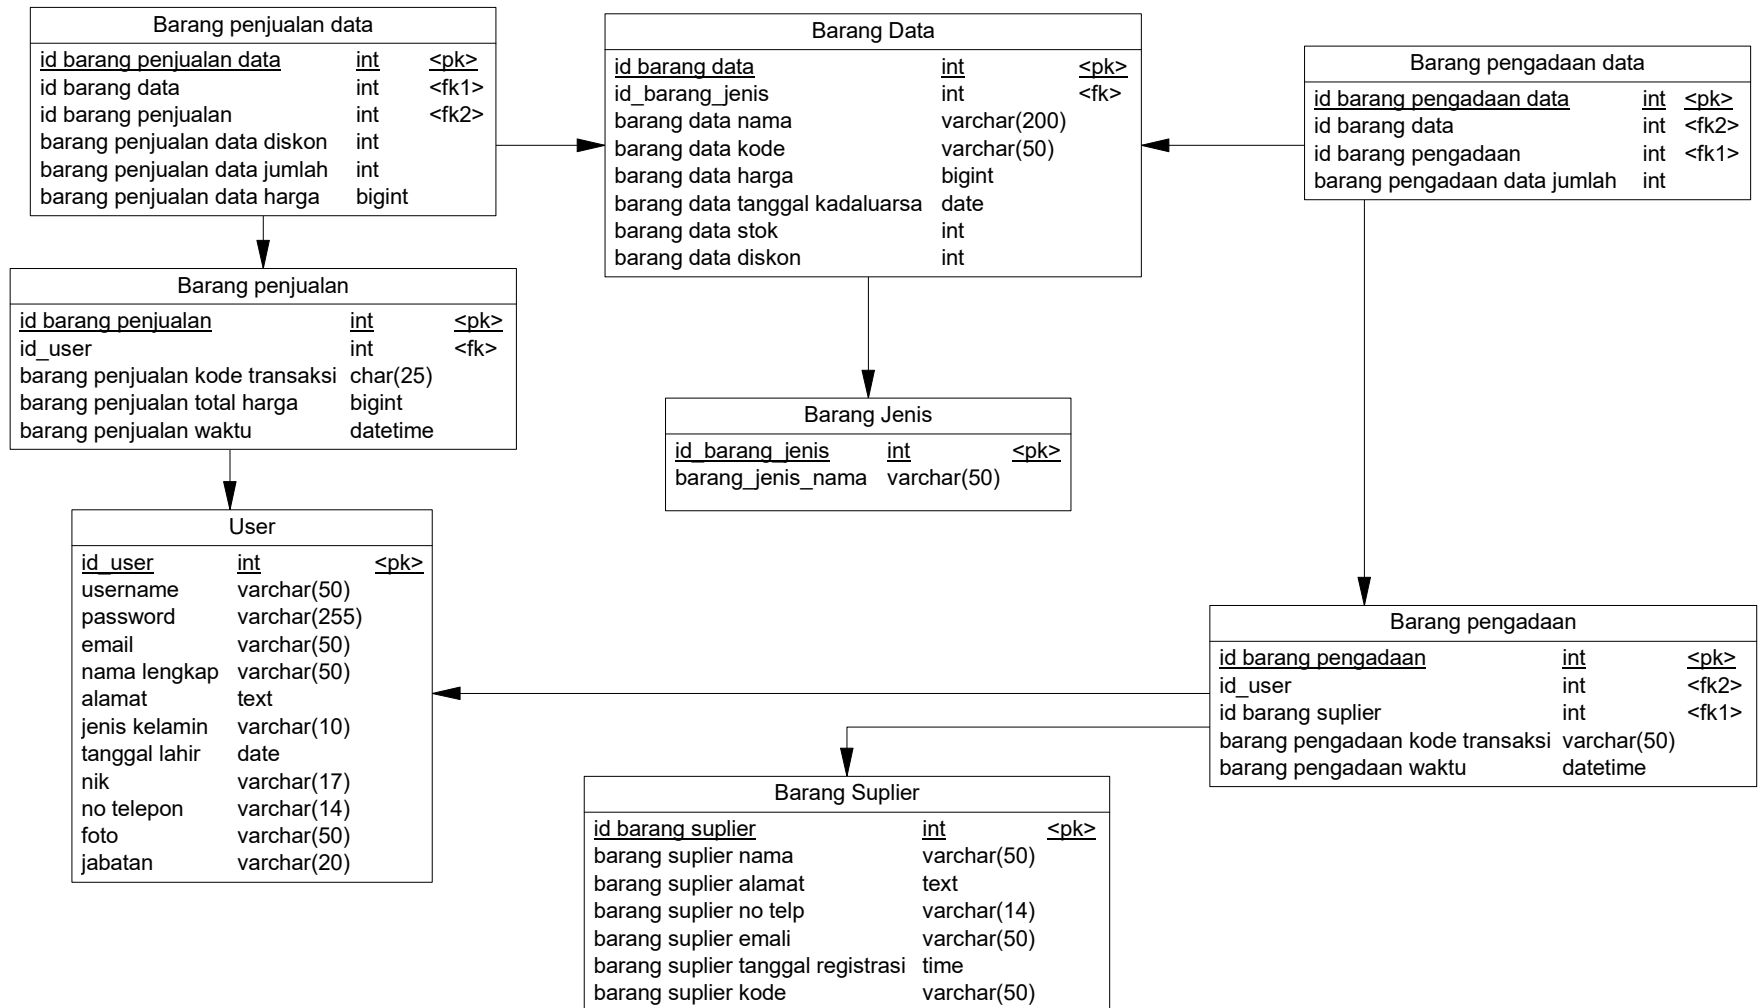 Barang penjualan data
id barang penjualan data int <pk>
id barang data int <fk1>
id barang penjualan int <fk2>
barang penjualan data diskon int
barang penjualan data jumlah int
barang penjualan data harga bigint
Barang Data
id barang data int <pk>
id_barang_jenis int <fk>
barang data nama varchar(200)
barang data kode varchar(50)
barang data harga bigint
barang data tanggal kadaluarsa date
barang data stok int
barang data diskon int
Barang pengadaan data
id barang pengadaan data int <pk>
id barang data int <fk2>
id barang pengadaan int <fk1>
barang pengadaan data jumlah int
Barang penjualan
id barang penjualan int <pk>
id_user int <fk>
barang penjualan kode transaksi char(25)
barang penjualan total harga bigint
barang penjualan waktu datetime
Barang Jenis
id_barang_jenis int <pk>
barang_jenis_nama varchar(50)
User
id_user int <pk>
username varchar(50)
password varchar(255)
email varchar(50)
nama lengkap varchar(50)
alamat text
jenis kelamin varchar(10)
tanggal lahir date
nik varchar(17)
no telepon varchar(14)
foto varchar(50)
jabatan varchar(20)
Barang pengadaan
id barang pengadaan int <pk>
id_user int <fk2>
id barang suplier int <fk1>
barang pengadaan kode transaksi varchar(50)
barang pengadaan waktu datetime
Barang Suplier
id barang suplier int <pk>
barang suplier nama varchar(50)
barang suplier alamat text
barang suplier no telp varchar(14)
barang suplier emali varchar(50)
barang suplier tanggal registrasi time
barang suplier kode varchar(50)